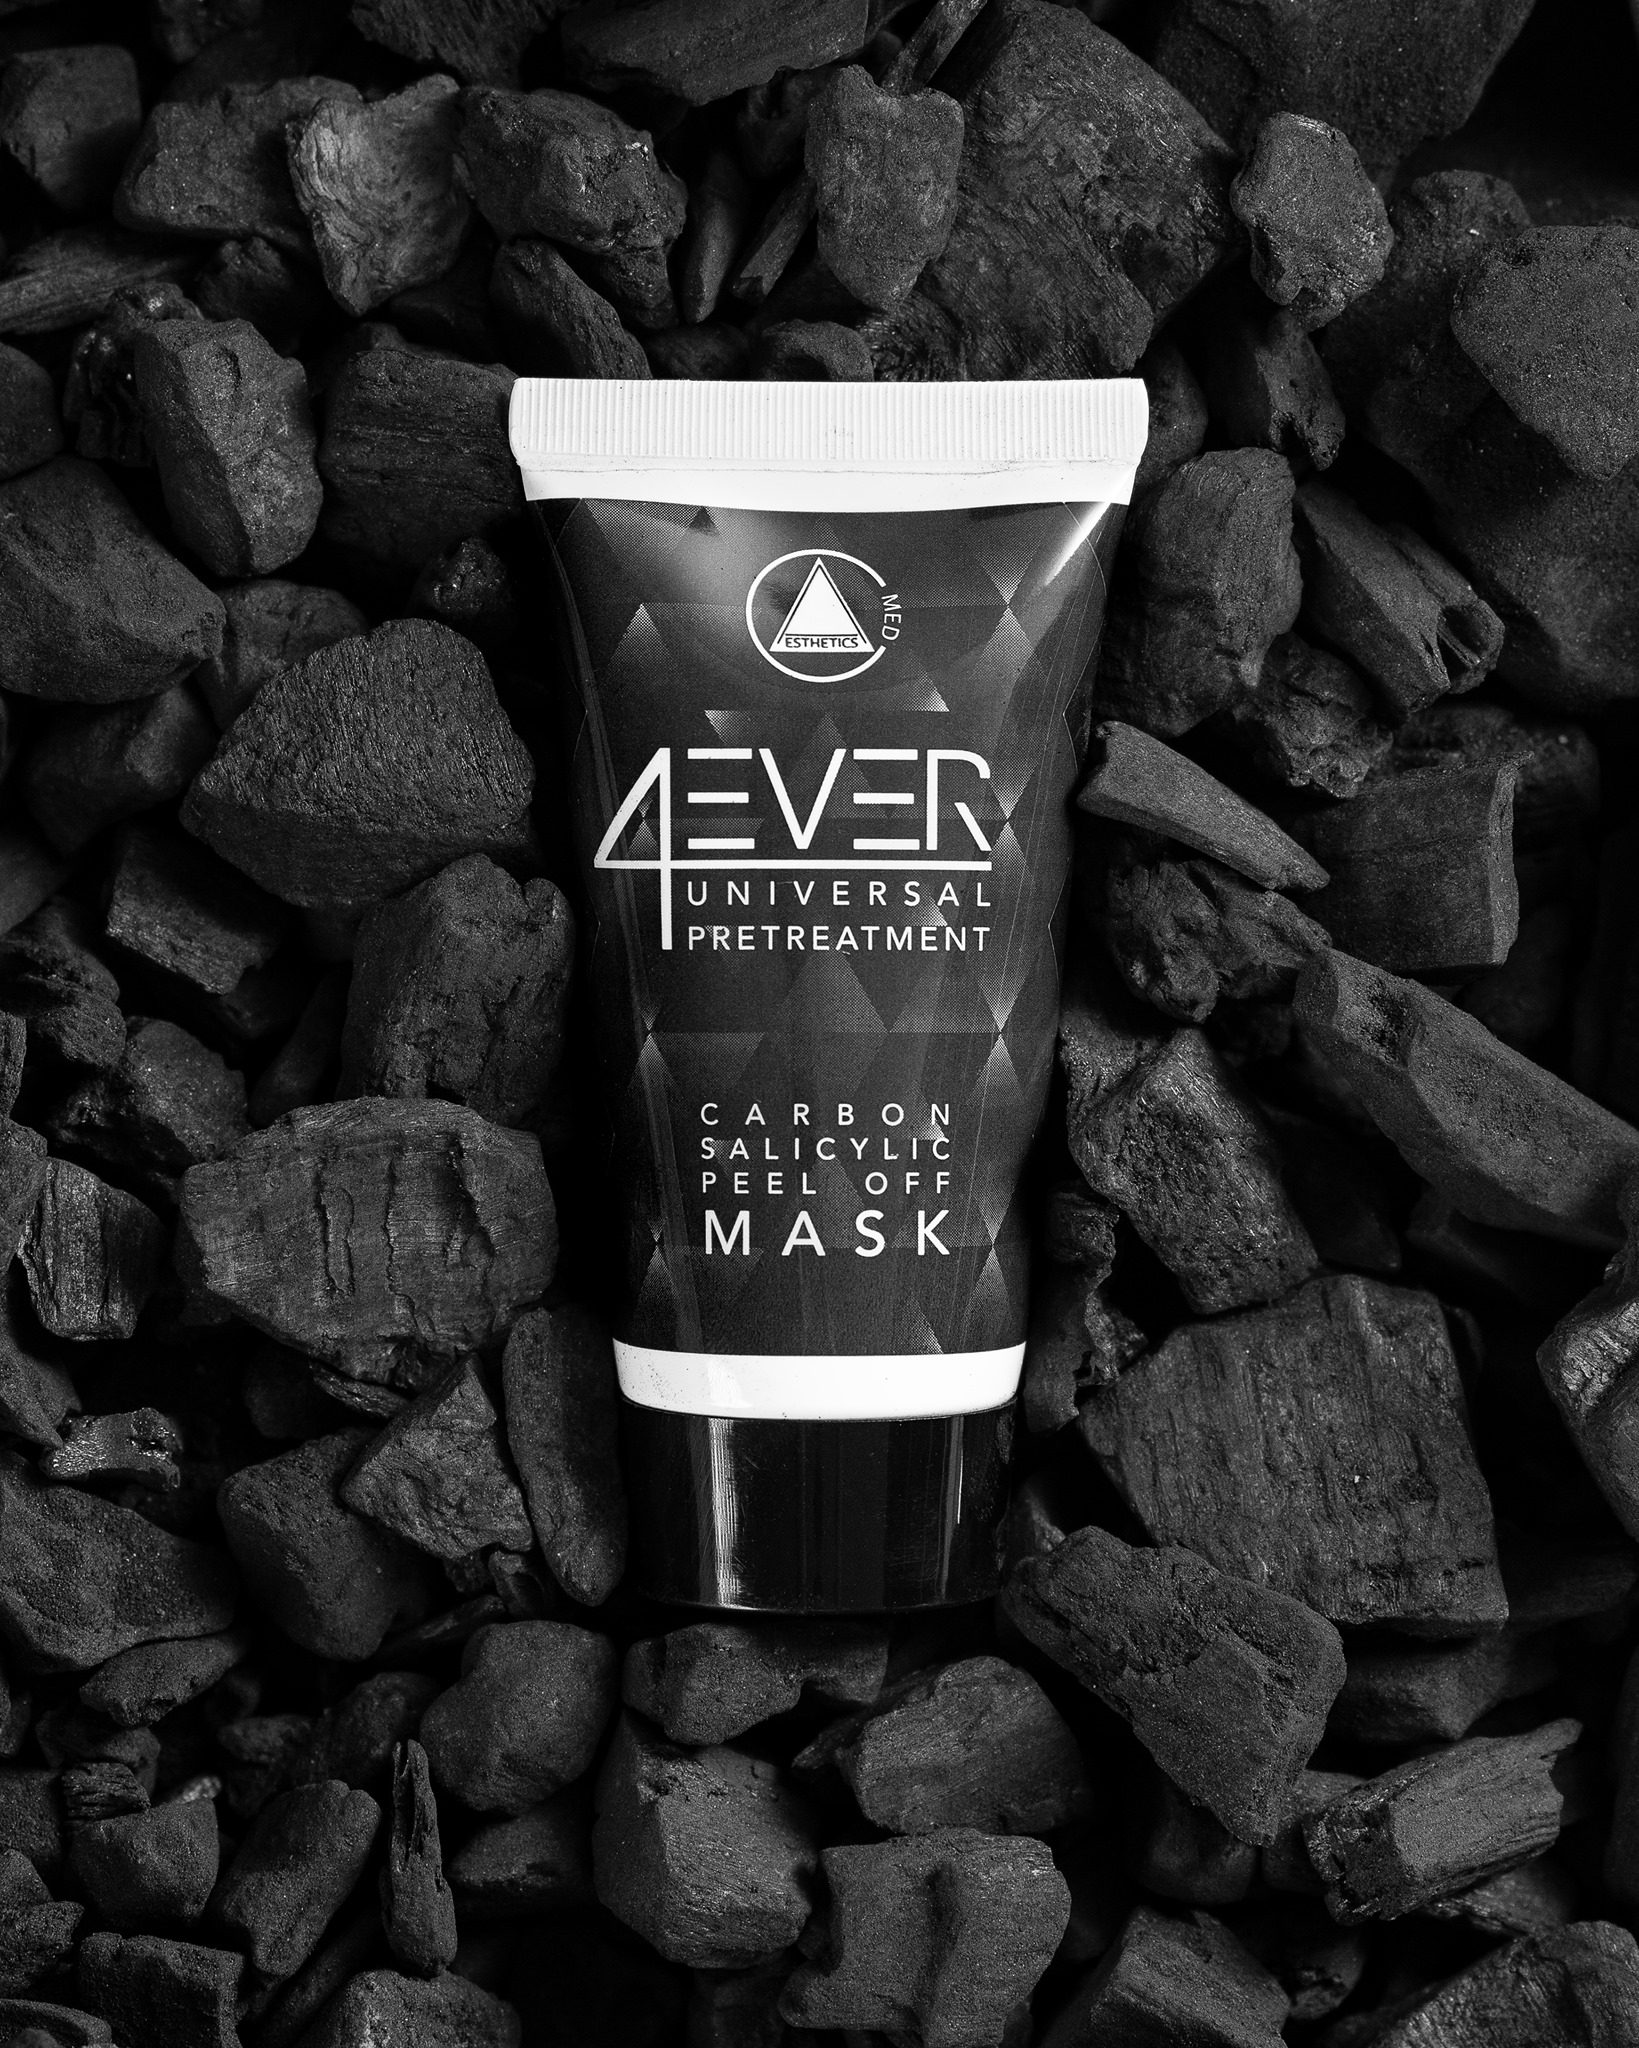 MED
ESTHETICS
4EVER
UNIVERSAL
PRETREATMENT
CARBON
SALICYLIC
PEEL OFF
MASK